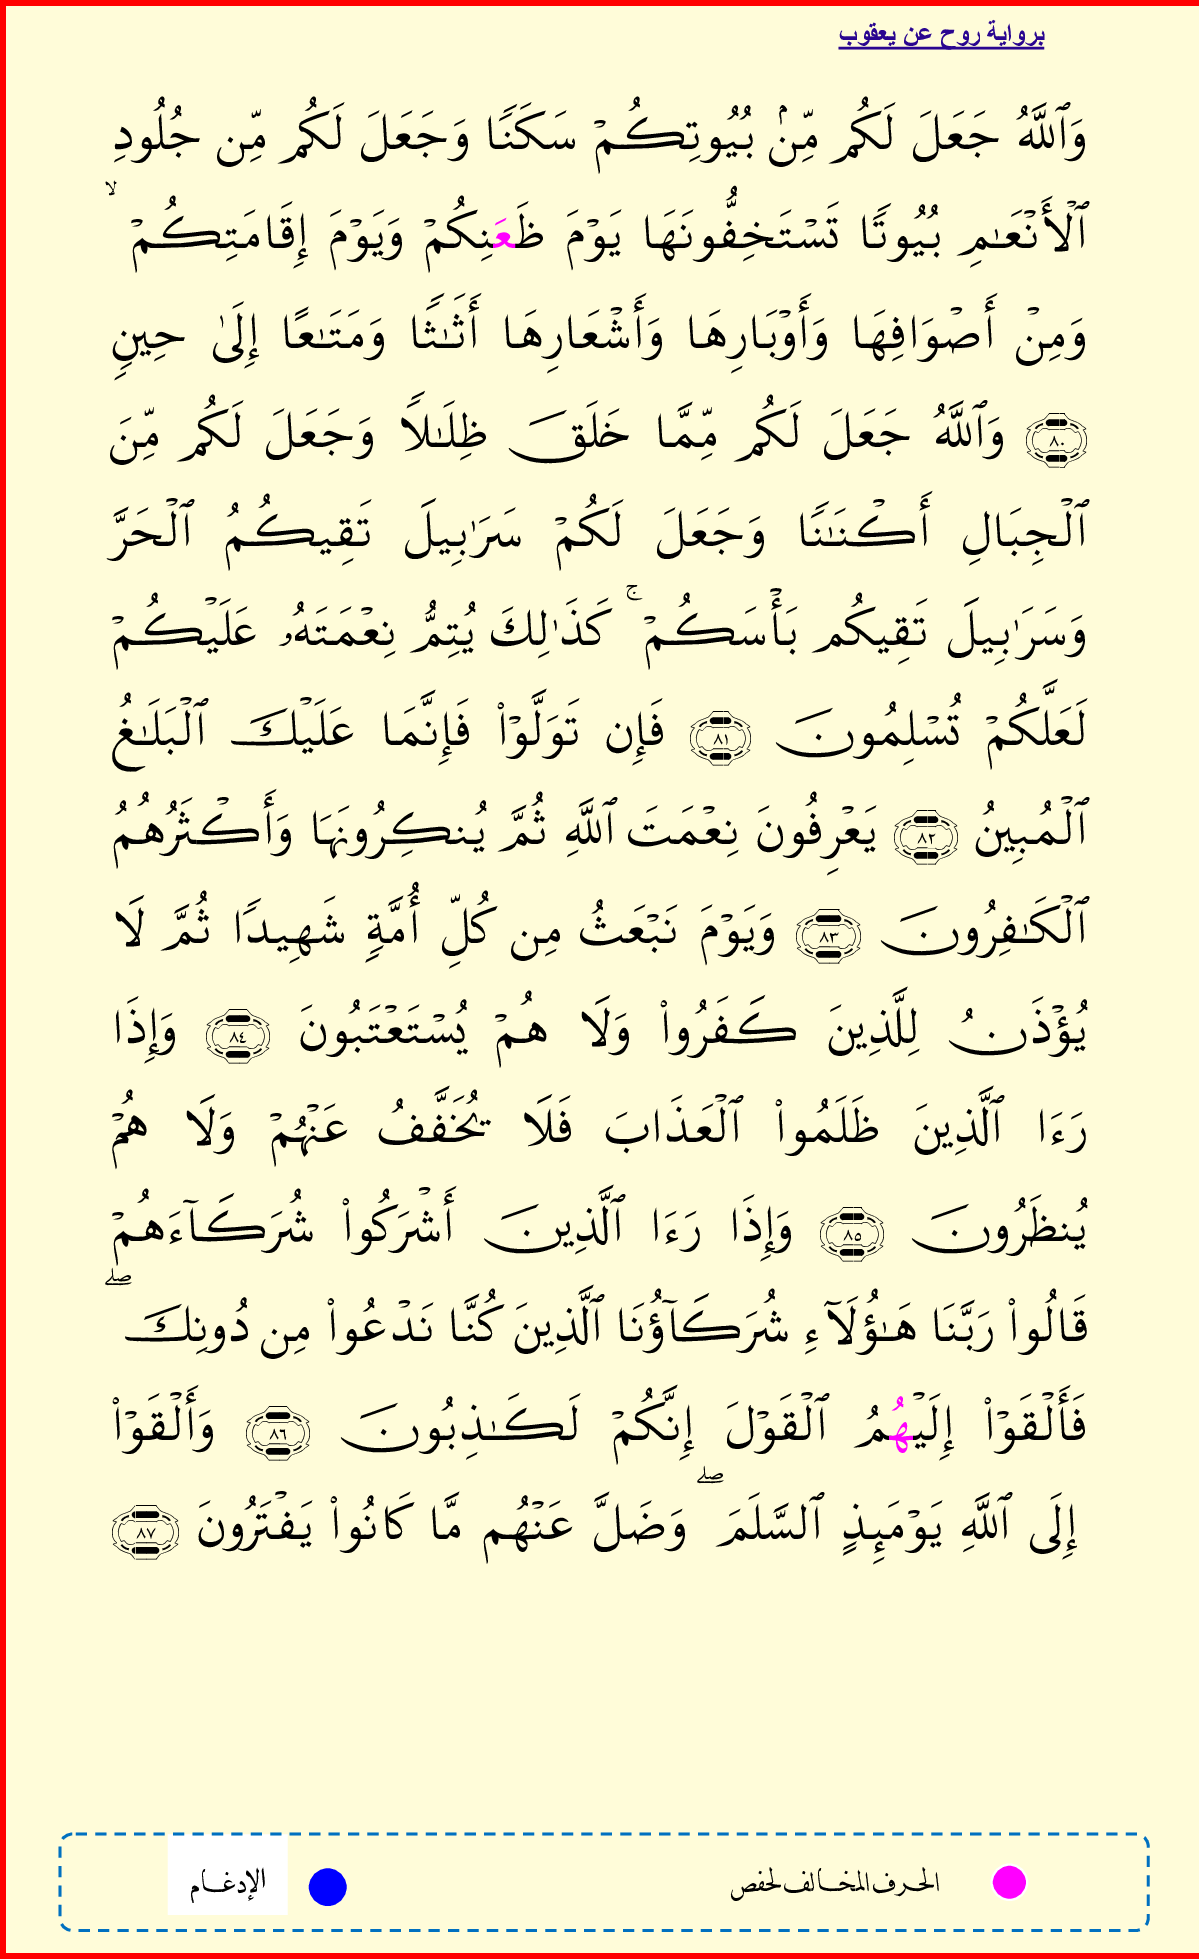 برواية روح عن يعقوب
وَٱللَّهُ جَعَلَ لَكُم مِّنۢ بُيُوتِكُمۡ سَكَنًا وَجَعَلَ لَكُم مِّن جُلُودِ
ٱلۡأَنۡعَٰمِ بُيُوتًا تَسۡتَخِفُّونَهَا يَوۡمَ ظَعَنِكُمۡ وَيَوۡمَ إِقَامَتِكُمۡ ۙ
وَمِنۡ أَصۡوَافِهَا وَأَوۡبَارِهَا وَأَشۡعَارِهَا أَثَٰثًا وَمَتَٰعًا إِلَىٰ حِينٍ
٨٠ وَٱللَّهُ جَعَلَ لَكُم مِّمَّا خَلَقَ ظِلَٰلًا وَجَعَلَ لَكُم مِّنَ
ٱلۡجِبَالِ أَكۡنَٰنًا وَجَعَلَ لَكُمۡ سَرَٰبِيلَ تَقِيكُمُ ٱلۡحَرَّ
وَسَرَٰبِيلَ تَقِيكُم بَأۡسَكُمۡ ۚ كَذَٰلِكَ يُتِمُّ نِعۡمَتَهُۥ عَلَيۡكُمۡ
لَعَلَّكُمۡ تُسۡلِمُونَ ٨١ فَإِن تَوَلَّوۡاْ فَإِنَّمَا عَلَيۡكَ ٱلۡبَلَٰغُ
ٱلۡمُبِينُ ٨٢ يَعۡرِفُونَ نِعۡمَتَ ٱللَّهِ ثُمَّ يُنكِرُونَهَا وَأَكۡثَرُهُمُ
ٱلۡكَٰفِرُونَ ٨٣ وَيَوۡمَ نَبۡعَثُ مِن كُلِّ أُمَّةٍ شَهِيدًا ثُمَّ لَا
يُؤۡذَنُ لِلَّذِينَ كَفَرُواْ وَلَا هُمۡ يُسۡتَعۡتَبُونَ ٨٤ وَإِذَا
رَءَا ٱلَّذِينَ ظَلَمُواْ ٱلۡعَذَابَ فَلَا يُخَفَّفُ عَنۡهُمۡ وَلَا هُمۡ
يُنظَرُونَ ٨٥ وَإِذَا رَءَا ٱلَّذِينَ أَشۡرَكُواْ شُرَكَآءَهُمۡ
قَالُواْ رَبَّنَا هَٰٓؤُلَآءِ شُرَكَآؤُنَا ٱلَّذِينَ كُنَّا نَدۡعُواْ مِن دُونِكَ ۖ
فَأَلۡقَوۡاْ إِلَيۡهُمُ ٱلۡقَوۡلَ إِنَّكُمۡ لَكَٰذِبُونَ ٨٦ وَأَلۡقَوۡاْ
إِلَى ٱللَّهِ يَوۡمَئِذٍ ٱلسَّلَمَ ۖ وَضَلَّ عَنۡهُم مَّا كَانُواْ يَفۡتَرُونَ ٨٧
الحرف المخالف لحفص الإدغام